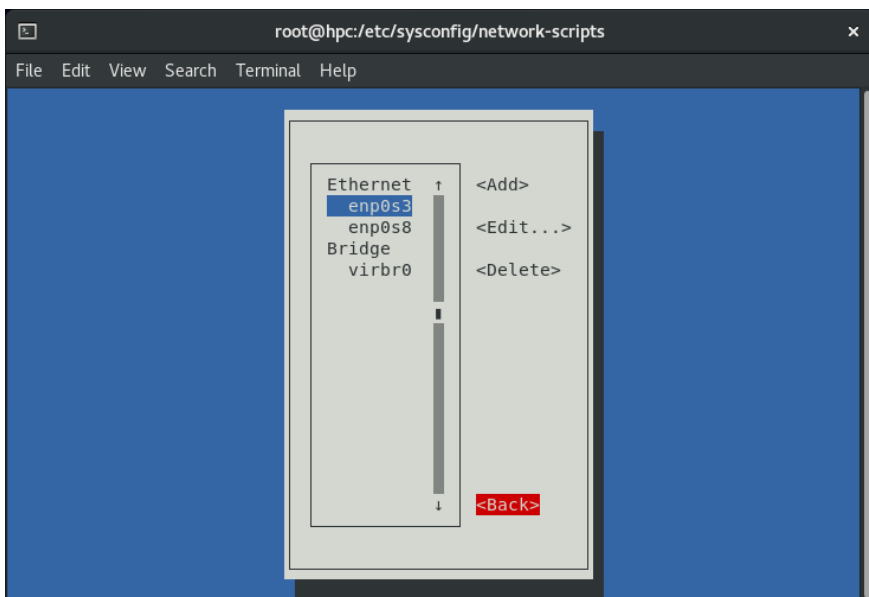 root@hpc:/etc/sysconfig/network-scripts
File Edit View Search Terminal Help
Ethernet ↑ <Add>
enp0s3
enp0s8 <Edit...>
Bridge
virbr0 <Delete>
↓ <Back>